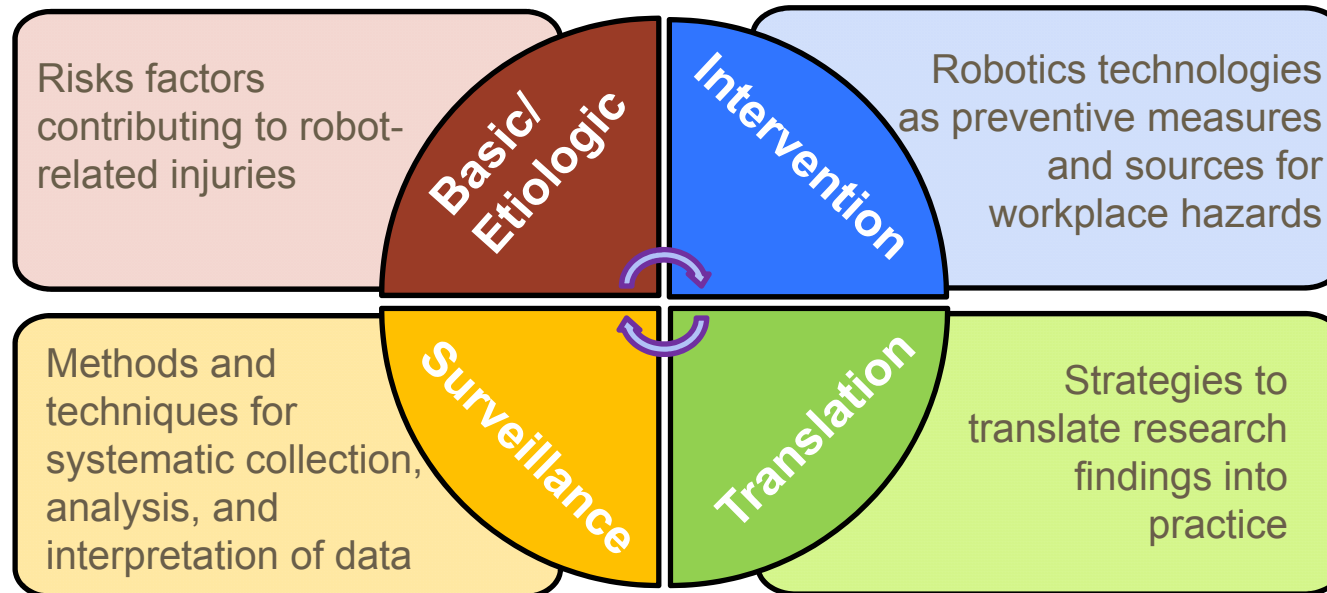 Risks factors
contributing to robot-
related injuries
Basic/
Etiologic
Intervention
Robotics technologies
as preventive measures
and sources for
workplace hazards
Methods and
techniques for
systematic collection,
analysis, and
interpretation of data
Surveillance
Translation
Strategies to
translate research
findings into
practice